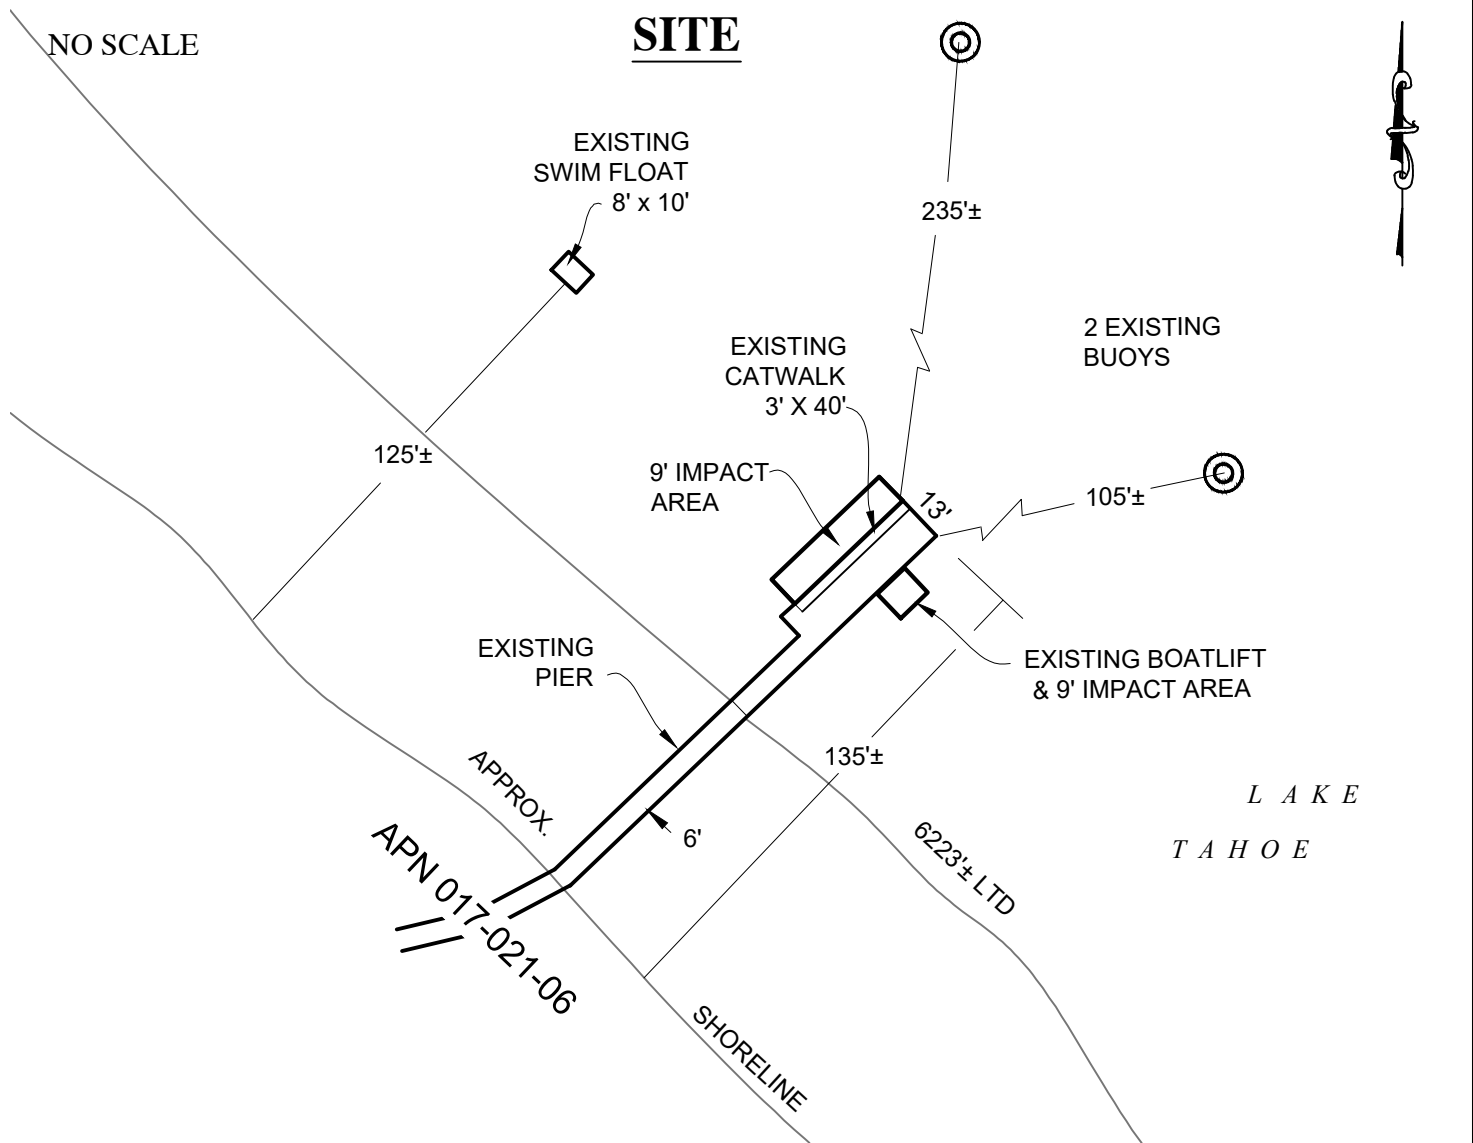 NO SCALE
SITE
EXISTING
SWIM FLOAT
8' x 10'
235'±
2 EXISTING
BUOYS
EXISTING
CATWALK
3' X 40'
125'±
9' IMPACT
AREA
13'
105'±
EXISTING
PIER
EXISTING BOATLIFT
& 9' IMPACT AREA
135'±
APPROX.
6'
LAKE
TAHOE
6223'± LTD
APN 017-021-06
SHORELINE